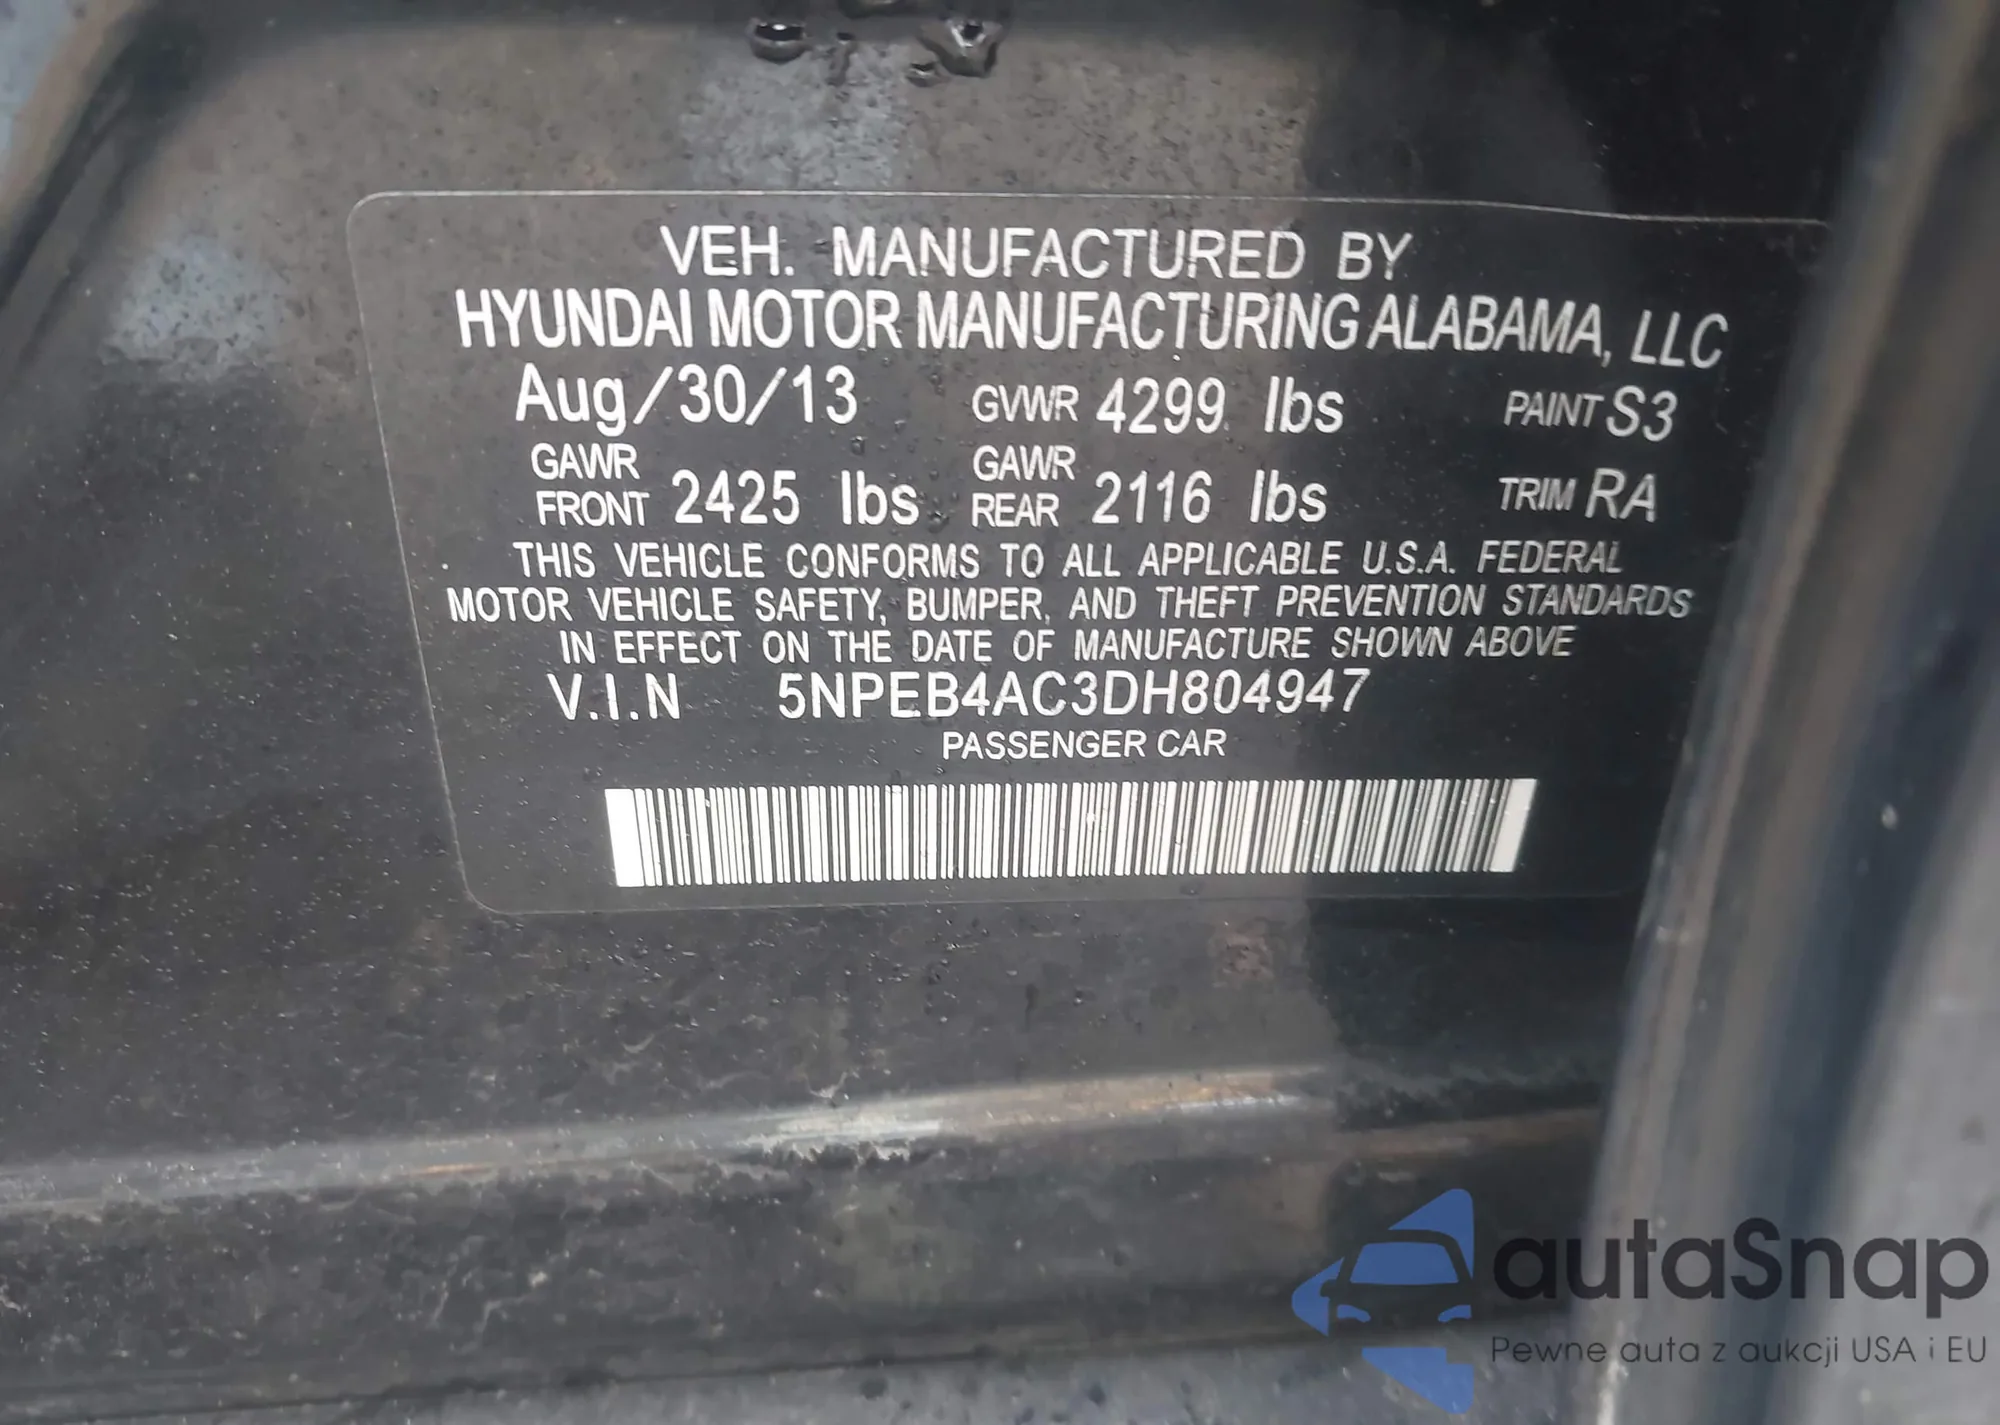 VEH. MANUFACTURED BY
HYUNDAI MOTOR MANUFACTURING ALABAMA, LLC
Aug/30/13 GVWR 4299 lbs PAINT S3
GAWR FRONT 2425 lbs GAWR REAR 2116 lbs TRIM RA
THIS VEHICLE CONFORMS TO ALL APPLICABLE U.S.A. FEDERAL
MOTOR VEHICLE SAFETY, BUMPER, AND THEFT PREVENTION STANDARDS
IN EFFECT ON THE DATE OF MANUFACTURE SHOWN ABOVE
V.I.N 5NPEB4AC3DH804947
PASSENGER CAR
autaSnap
Pewne auta z aukcji USA i EU